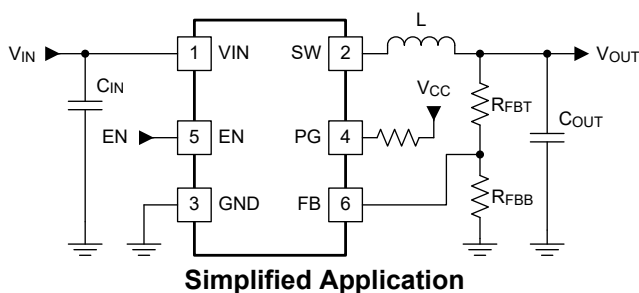 L
VIN 1 VIN SW 2 VOUT
CIN VCC RFBT
EN 5 EN PG 4 COUT
3 GND FB 6 RFBB
Simplified Application